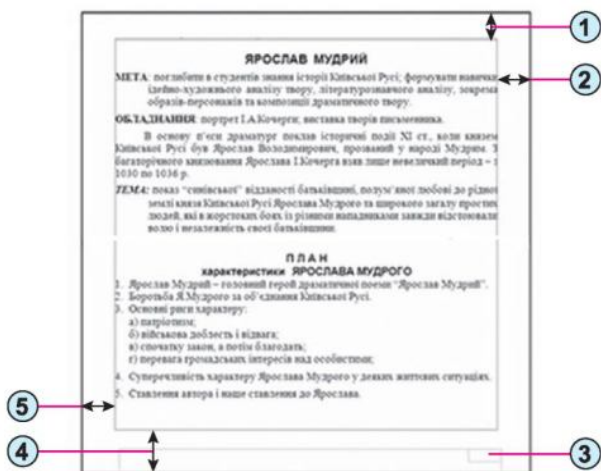 1
ЯРОСЛАВ МУДРИЙ
2
МЕТА: поглибити в студентів знання історії Київської Русі; формувати навички
ідейно-художнього аналізу твору, літературознавчого аналізу, зокрема
образів-персонажів та композиції драматичного твору.
ОБЛАДНАННЯ: портрет І.А.Кочерги; виставка творів письменника.
В основу п'єси драматург поклав історичні події XI ст., коли князем
Київської Русі був Ярослав Володимирович, прозваний у народі Мудрим. З
багаторічного князювання Ярослава І.Кочерга взяв лише невеличкий період – з
1030 по 1036 р.
ТЕМА: показ "синівської" відданості батьківщині, полум'яної любові до рідної
землі князя Київської Русі Ярослава Мудрого та широкого загалу простих
людей, які в жорстоких боях із різними нападниками завжди відстоювали
волю і незалежність своєї батьківщини.
ПЛАН
характеристики ЯРОСЛАВА МУДРОГО
1. Ярослав Мудрий – головний герой драматичної поеми "Ярослав Мудрий".
2. Боротьба Я.Мудрого за об'єднання Київської Русі.
3. Основні риси характеру:
а) патріотизм;
б) військова доблесть і відвага;
в) спочатку закон, а потім благодать;
г) перевага громадських інтересів над особистими;
4. Суперечливість характеру Ярослава Мудрого у деяких життєвих ситуаціях.
5. Ставлення автора і наше ставлення до Ярослава.
5
4
3